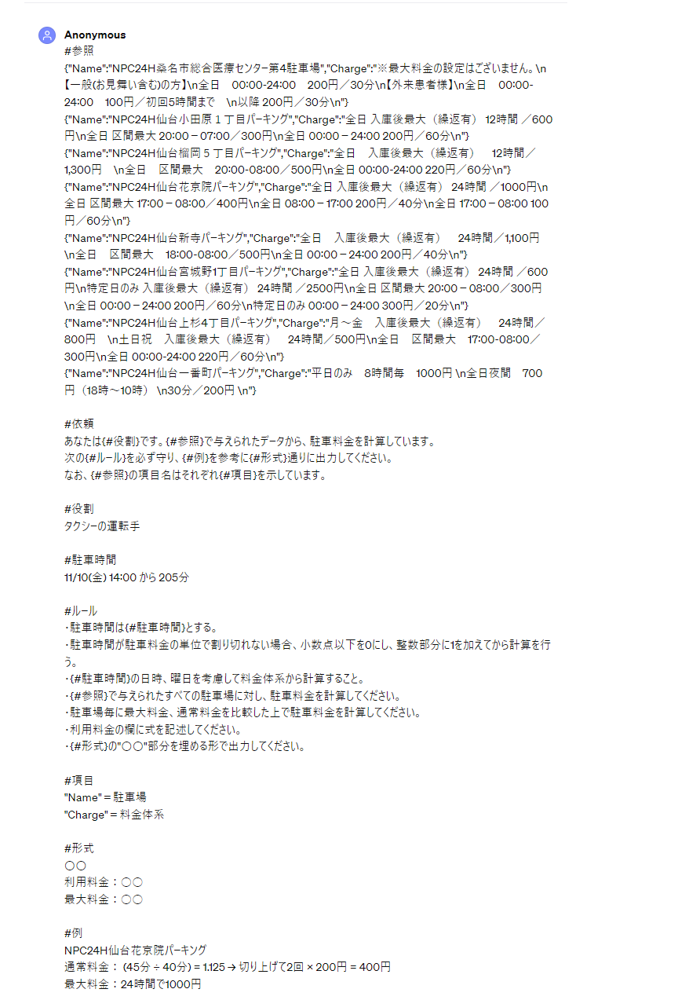 Anonymous
#参照
{"Name":"NPC24H桑名市総合医療センター第4駐車場","Charge":"※最大料金の設定はございません。\n
【一般(お見舞い含む)の方】\n全日　00:00-24:00　200円／30分\n【外来患者様】\n全日　00:00-
24:00　100円／初回5時間まで　\n以降 200円／30分\n"}
{"Name":"NPC24H仙台小田原１丁目パーキング","Charge":"全日 入庫後最大（繰返有） 12時間 ／600
円\n全日 区間最大 20:00－07:00／300円\n全日 00:00－24:00 200円／60分\n"}
{"Name":"NPC24H仙台榴岡５丁目パーキング","Charge":"全日　入庫後最大（繰返有）　12時間／
1,300円　\n全日　区間最大　20:00-08:00／500円\n全日 00:00-24:00 220円／60分\n"}
{"Name":"NPC24H仙台花京院パーキング","Charge":"全日 入庫後最大（繰返有） 24時間 ／1000円\n
全日 区間最大 17:00－08:00／400円\n全日 08:00－17:00 200円／40分\n全日 17:00－08:00 100
円／60分\n"}
{"Name":"NPC24H仙台新寺パーキング","Charge":"全日　入庫後最大（繰返有）　24時間／1,100円
\n全日　区間最大　18:00-08:00／500円\n全日 00:00－24:00 200円／40分\n"}
{"Name":"NPC24H仙台宮城野1丁目パーキング","Charge":"全日 入庫後最大（繰返有） 24時間 ／600
円\n特定日のみ 入庫後最大（繰返有） 24時間 ／2500円\n全日 区間最大 20:00－08:00／300円
\n全日 00:00－24:00 200円／60分\n特定日のみ 00:00－24:00 300円／20分\n"}
{"Name":"NPC24H仙台上杉4丁目パーキング","Charge":"月～金　入庫後最大（繰返有）　24時間／
800円　\n土日祝　入庫後最大（繰返有）　24時間／500円\n全日　区間最大　17:00-08:00／
300円\n全日 00:00-24:00 220円／60分\n"}
{"Name":"NPC24H仙台一番町パーキング","Charge":"平日のみ　8時間毎　1000円 \n全日夜間　700
円（18時～10時） \n30分／200円 \n"}
#依頼
あなたは{#役割}です。{#参照}で与えられたデータから、駐車料金を計算しています。
次の{#ルール}を必ず守り、{#例}を参考に{#形式}通りに出力してください。
なお、{#参照}の項目名はそれぞれ{#項目}を示しています。
#役割
タクシーの運転手
#駐車時間
11/10(金) 14:00 から 205分
#ルール
・駐車時間は{#駐車時間}とする。
・駐車時間が駐車料金の単位で割り切れない場合、小数点以下を0にし、整数部分に1を加えてから計算を行
う。
・{#駐車時間}の日時、曜日を考慮して料金体系から計算すること。
・{#参照}で与えられたすべての駐車場に対し、駐車料金を計算してください。
・駐車場毎に最大料金、通常料金を比較した上で駐車料金を計算してください。
・利用料金の欄に式を記述してください。
・{#形式}の"〇〇"部分を埋める形で出力してください。
#項目
"Name"＝駐車場
"Charge"＝料金体系
#形式
〇〇
利用料金：〇〇
最大料金：〇〇
#例
NPC24H仙台花京院パーキング
通常料金： (45分 ÷ 40分) = 1.125 → 切り上げて2回 × 200円 = 400円
最大料金：24時間で1000円